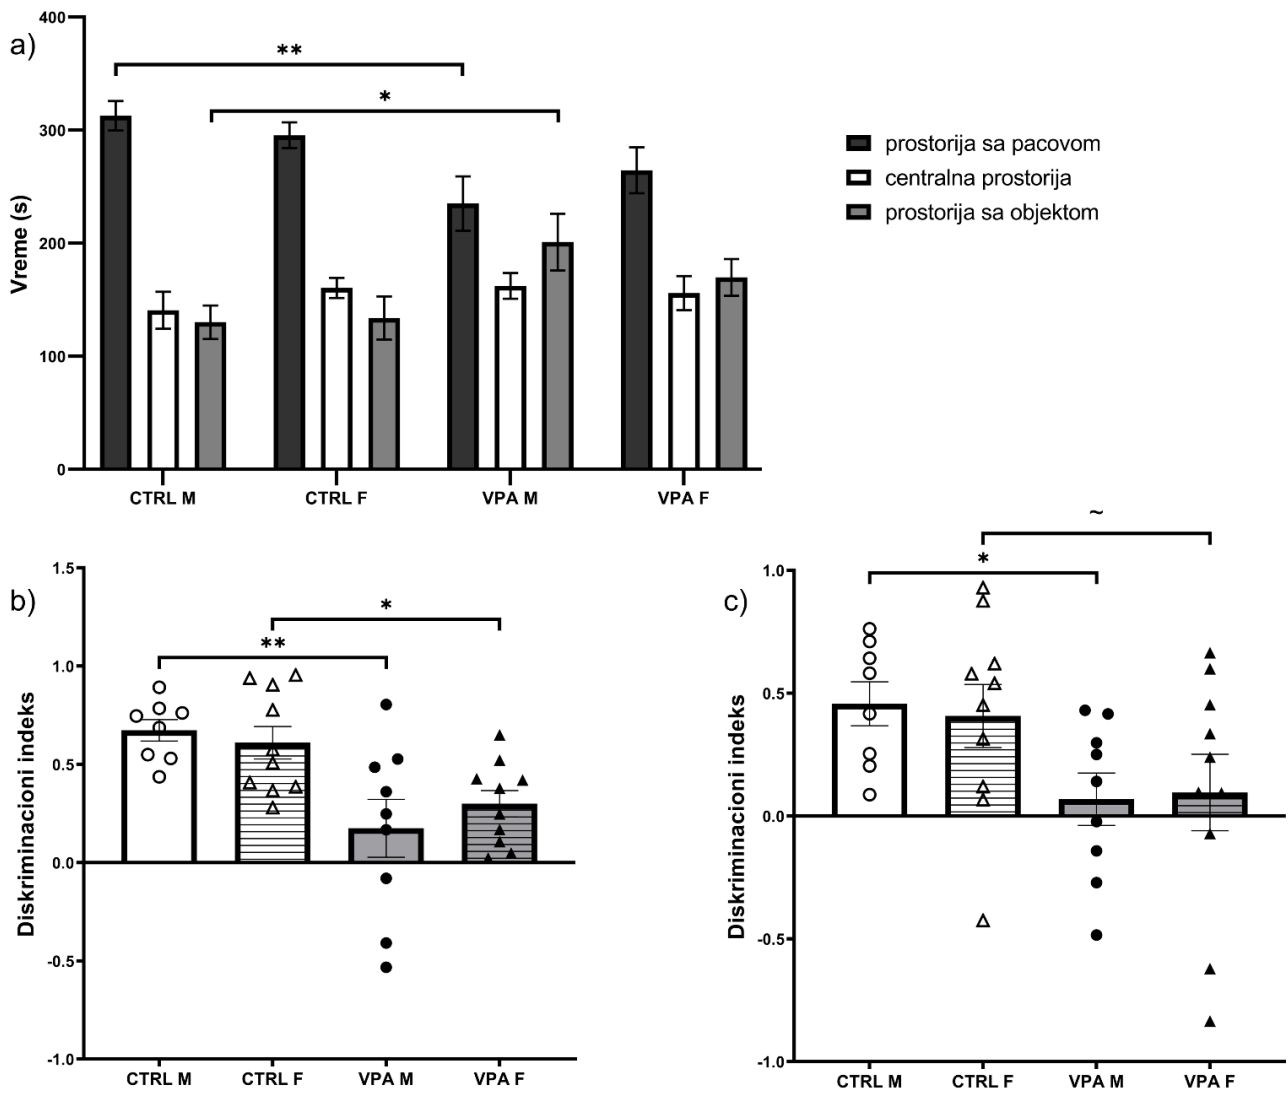 a)
Vreme (s)
400
300
200
100
0
**
*
CTRL M
CTRL F
VPA M
VPA F
prostorija sa pacovom
centralna prostorija
prostorija sa objektom
b)
Diskriminacioni indeks
1.5
1.0
0.5
0.0
-0.5
-1.0
*
**
CTRL M
CTRL F
VPA M
VPA F
c)
Diskriminacioni indeks
1.0
0.5
0.0
-0.5
-1.0
~
*
CTRL M
CTRL F
VPA M
VPA F